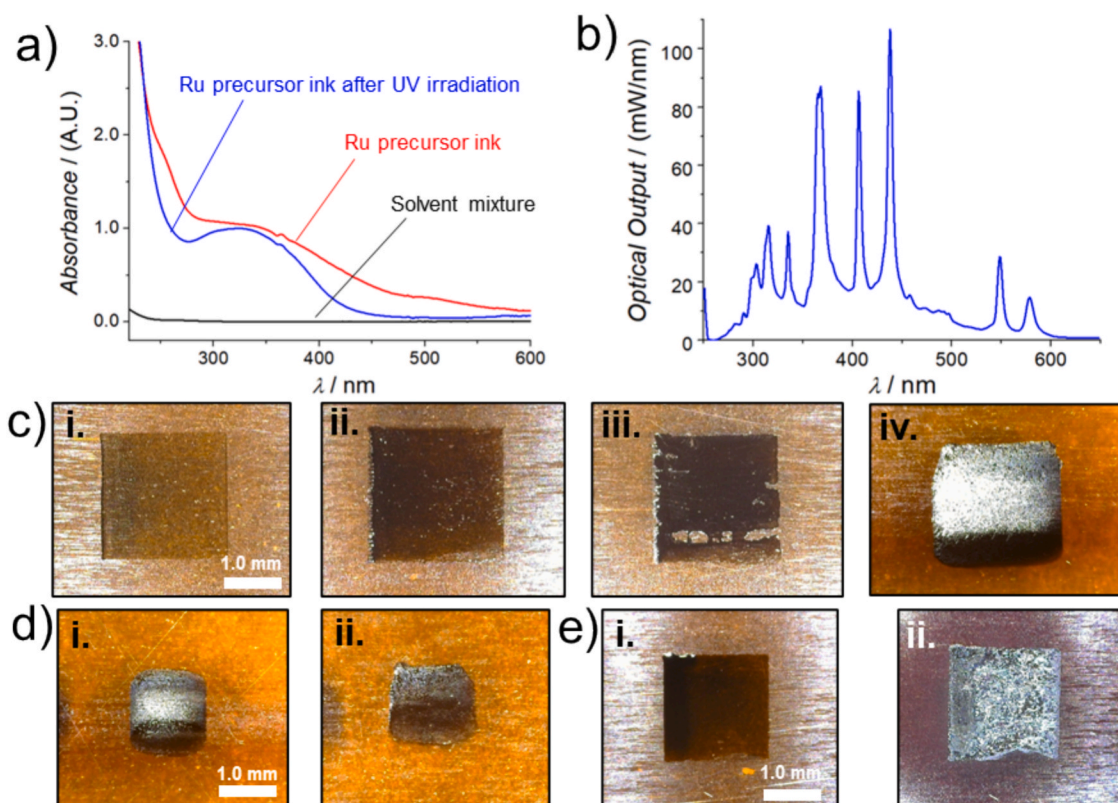 a)
Absorbance / (A.U.)
3.0
2.0
1.0
0.0
Ru precursor ink after UV irradiation
Ru precursor ink
Solvent mixture
300
400
500
600
λ / nm
b)
Optical Output / (mW/nm)
100
80
60
40
20
0
300
400
500
600
λ / nm
c)
i.
1.0 mm
ii.
iii.
iv.
d)
i.
1.0 mm
ii.
e)
i.
1.0 mm
ii.